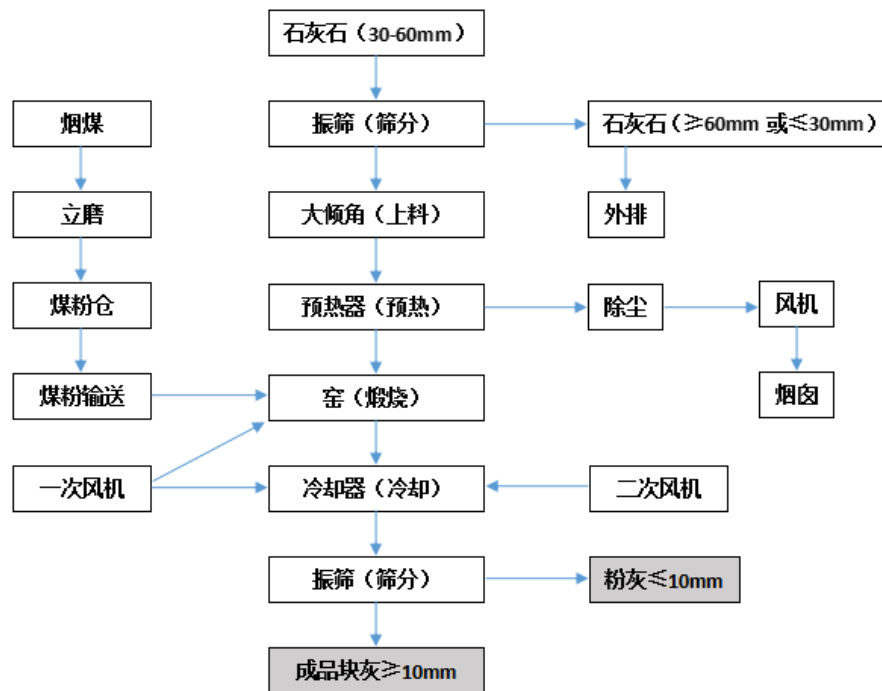 石灰石（30-60mm）
烟煤
振筛（筛分）
石灰石（≥60mm 或≤30mm）
立磨
大倾角（上料）
外排
煤粉仓
预热器（预热）
除尘
风机
煤粉输送
窑（煅烧）
烟囱
一次风机
冷却器（冷却）
二次风机
振筛（筛分）
粉灰≤10mm
成品块灰≥10mm